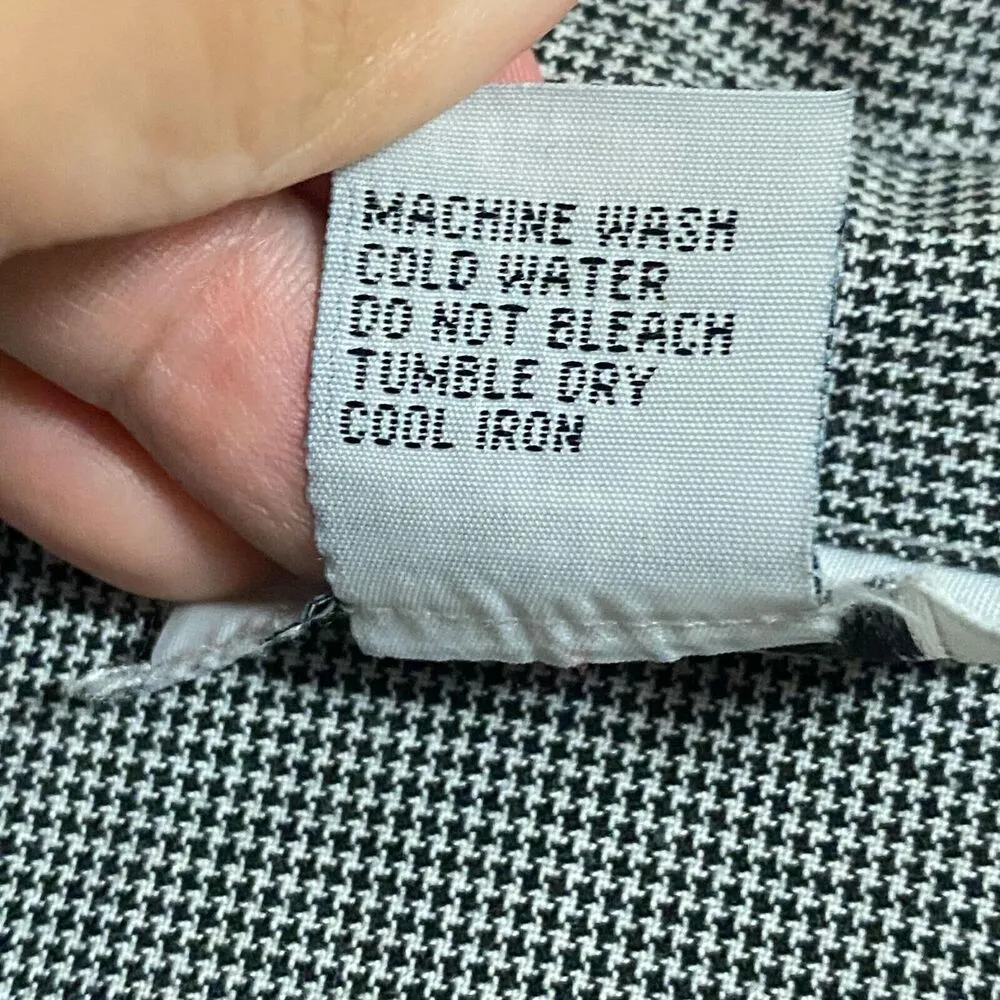 MACHINE WASH
COLD WATER
DO NOT BLEACH
TUMBLE DRY
COOL IRON